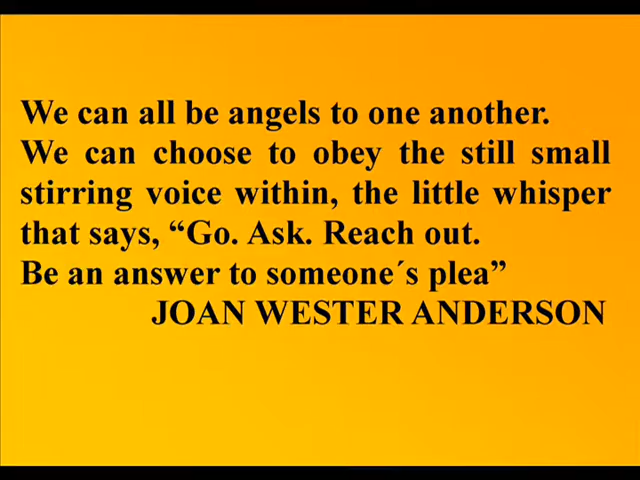 We can all be angels to one another.
We can choose to obey the still small
stirring voice within, the little whisper
that says, “Go. Ask. Reach out.
Be an answer to someone´s plea”
JOAN WESTER ANDERSON